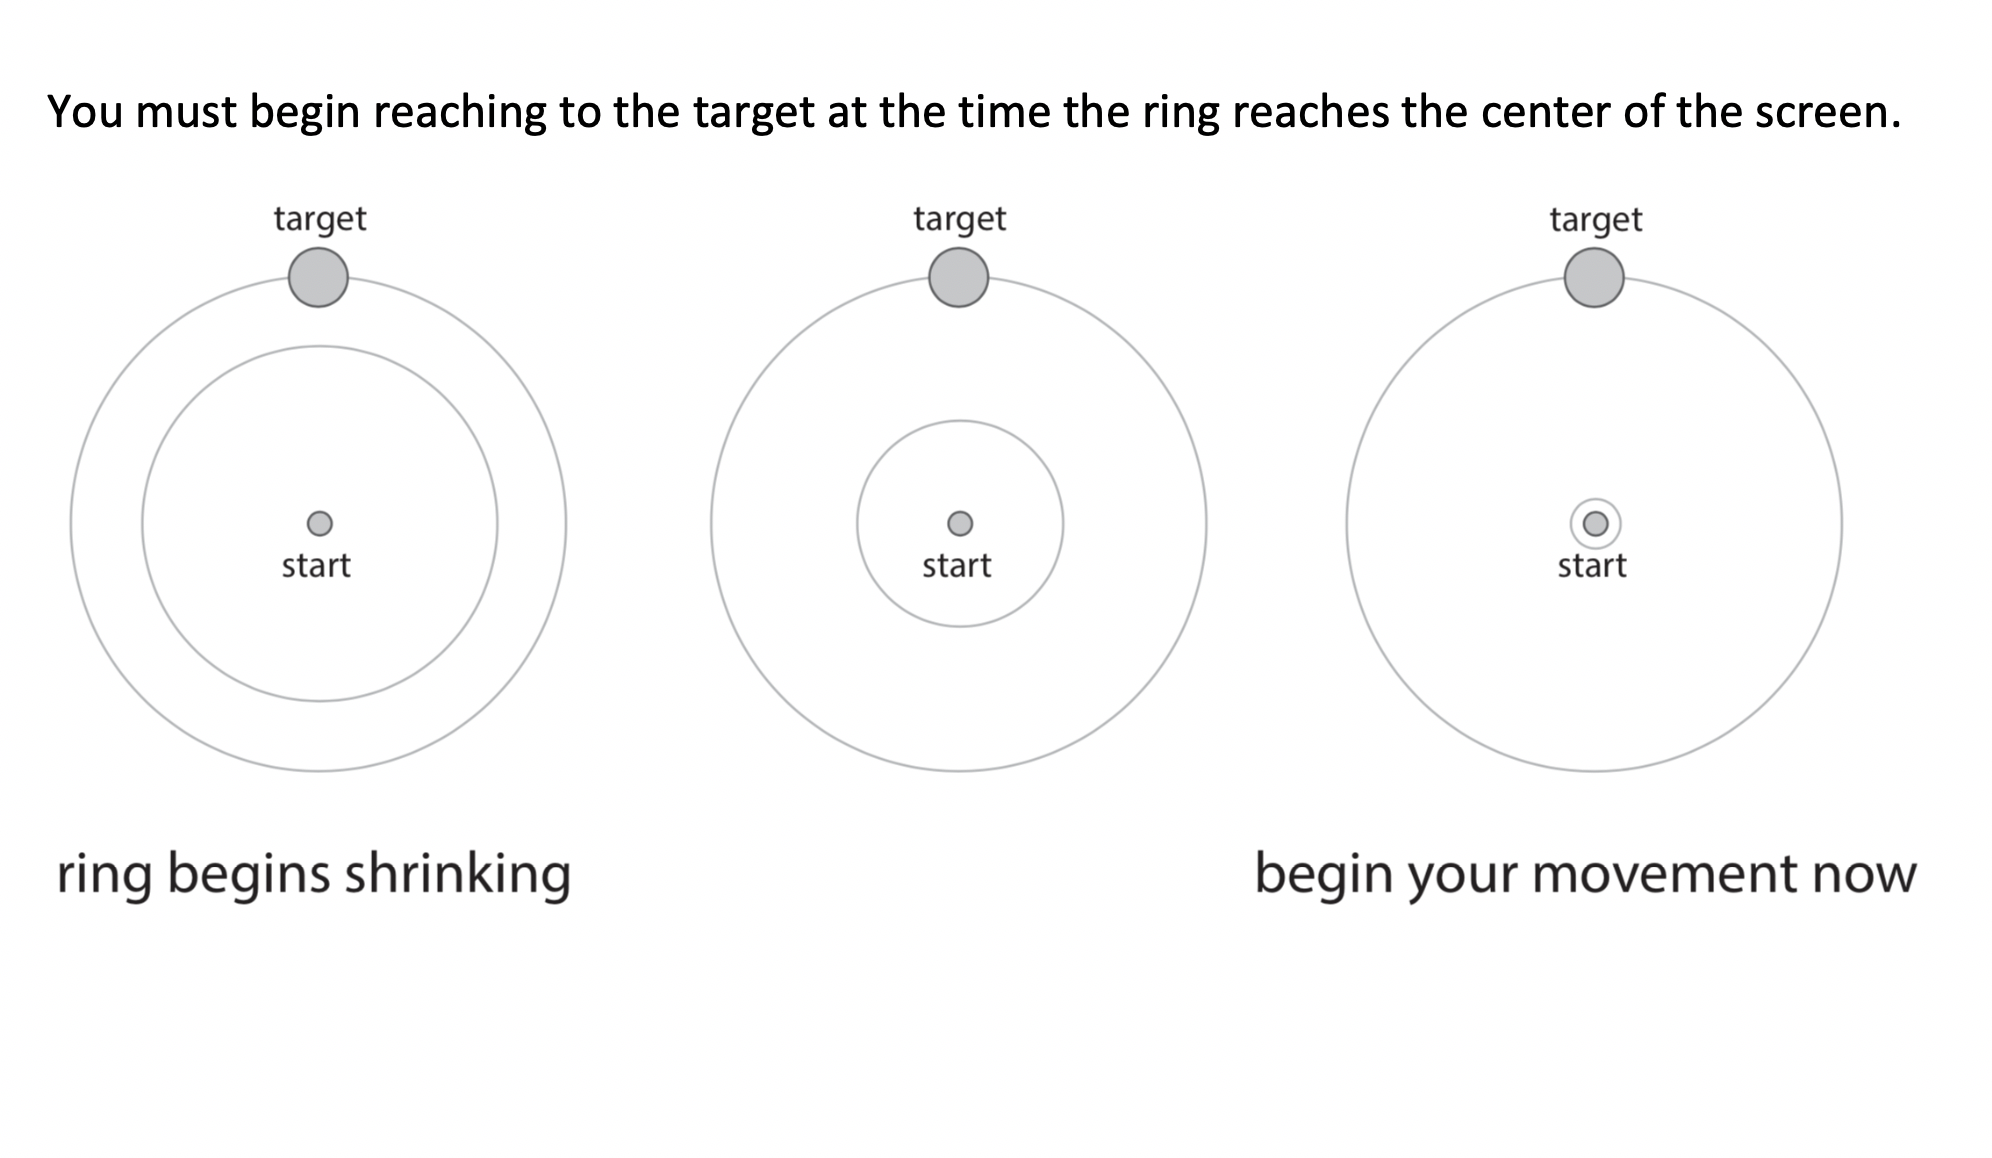 You must begin reaching to the target at the time the ring reaches the center of the screen.
target
target
target
start
start
start
ring begins shrinking
begin your movement now